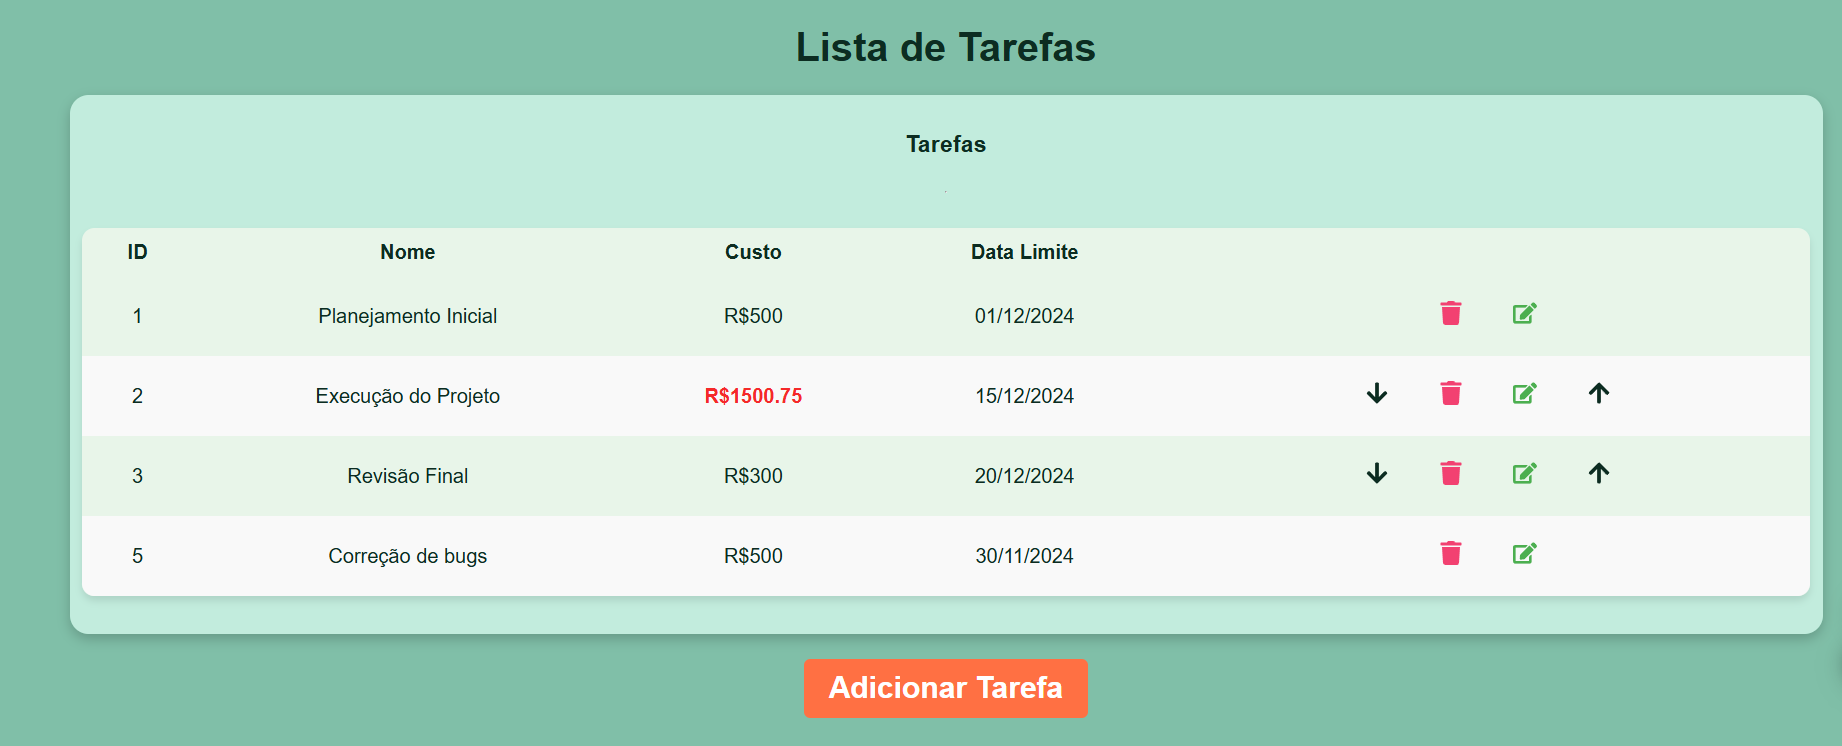 Lista de Tarefas
Tarefas
ID Nome Custo Data Limite
1 Planejamento Inicial R$500 01/12/2024
2 Execução do Projeto R$1500.75 15/12/2024
3 Revisão Final R$300 20/12/2024
5 Correção de bugs R$500 30/11/2024
Adicionar Tarefa